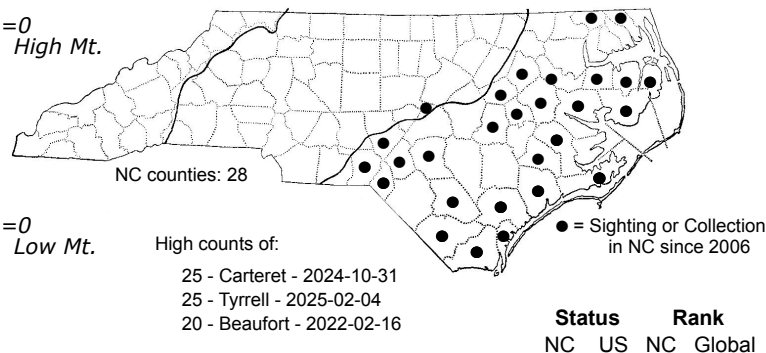 =0
High Mt.
NC counties: 28
=0
Low Mt.
High counts of:
25 - Carteret - 2024-10-31
25 - Tyrrell - 2025-02-04
20 - Beaufort - 2022-02-16
● = Sighting or Collection
in NC since 2006
Status Rank
NC US NC Global